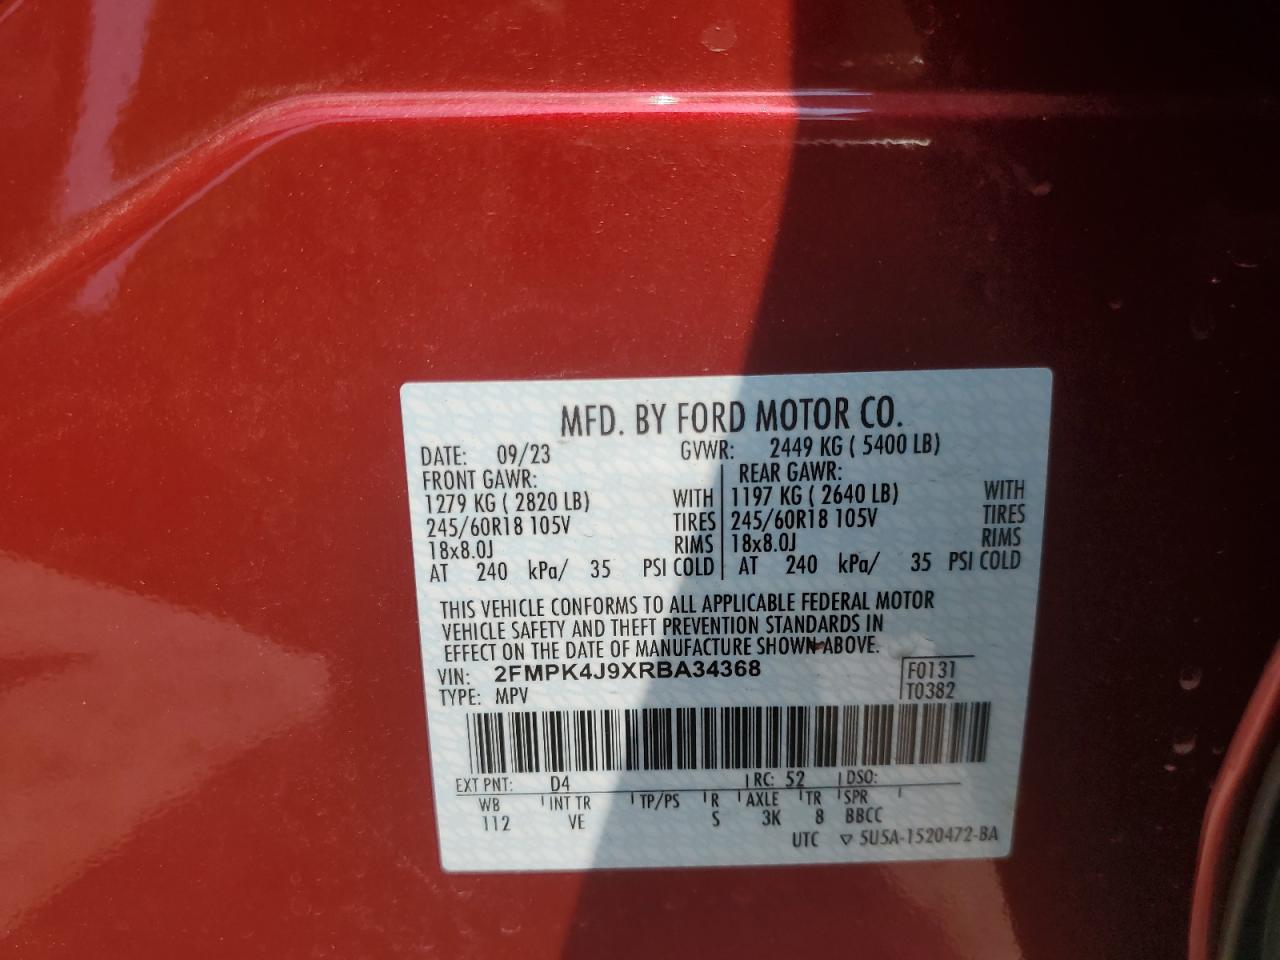 MFD. BY FORD MOTOR CO.
DATE: 09/23 GVWR: 2449 KG ( 5400 LB)
FRONT GAWR: REAR GAWR:
1279 KG ( 2820 LB) WITH 1197 KG ( 2640 LB) WITH
245/60R18 105V TIRES 245/60R18 105V TIRES
18x8.0J RIMS 18x8.0J RIMS
AT 240 kPa/ 35 PSI COLD AT 240 kPa/ 35 PSI COLD
THIS VEHICLE CONFORMS TO ALL APPLICABLE FEDERAL MOTOR
VEHICLE SAFETY AND THEFT PREVENTION STANDARDS IN
EFFECT ON THE DATE OF MANUFACTURE SHOWN ABOVE.
VIN: 2FMPK4J9XRBA34368 F0131
TYPE: MPV T0382
EXT PNT: D4 RC: 52 DSO:
WB INT TR TP/PS R AXLE TR SPR
112 VE S 3K 8 BBCC
UTC ▽ 5U5A-1520472-BA